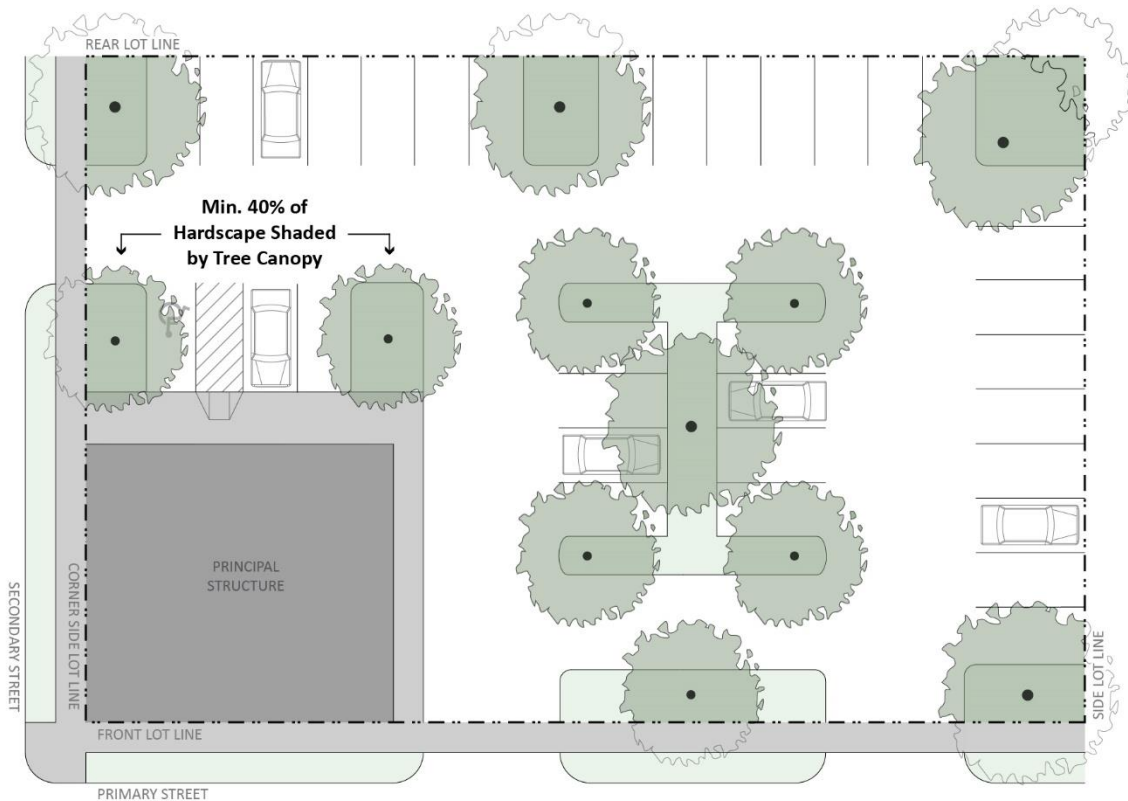 REAR LOT LINE
Min. 40% of
Hardscape Shaded
by Tree Canopy
PRINCIPAL
STRUCTURE
SECONDARY STREET
CORNER SIDE LOT LINE
SIDE LOT LINE
FRONT LOT LINE
PRIMARY STREET